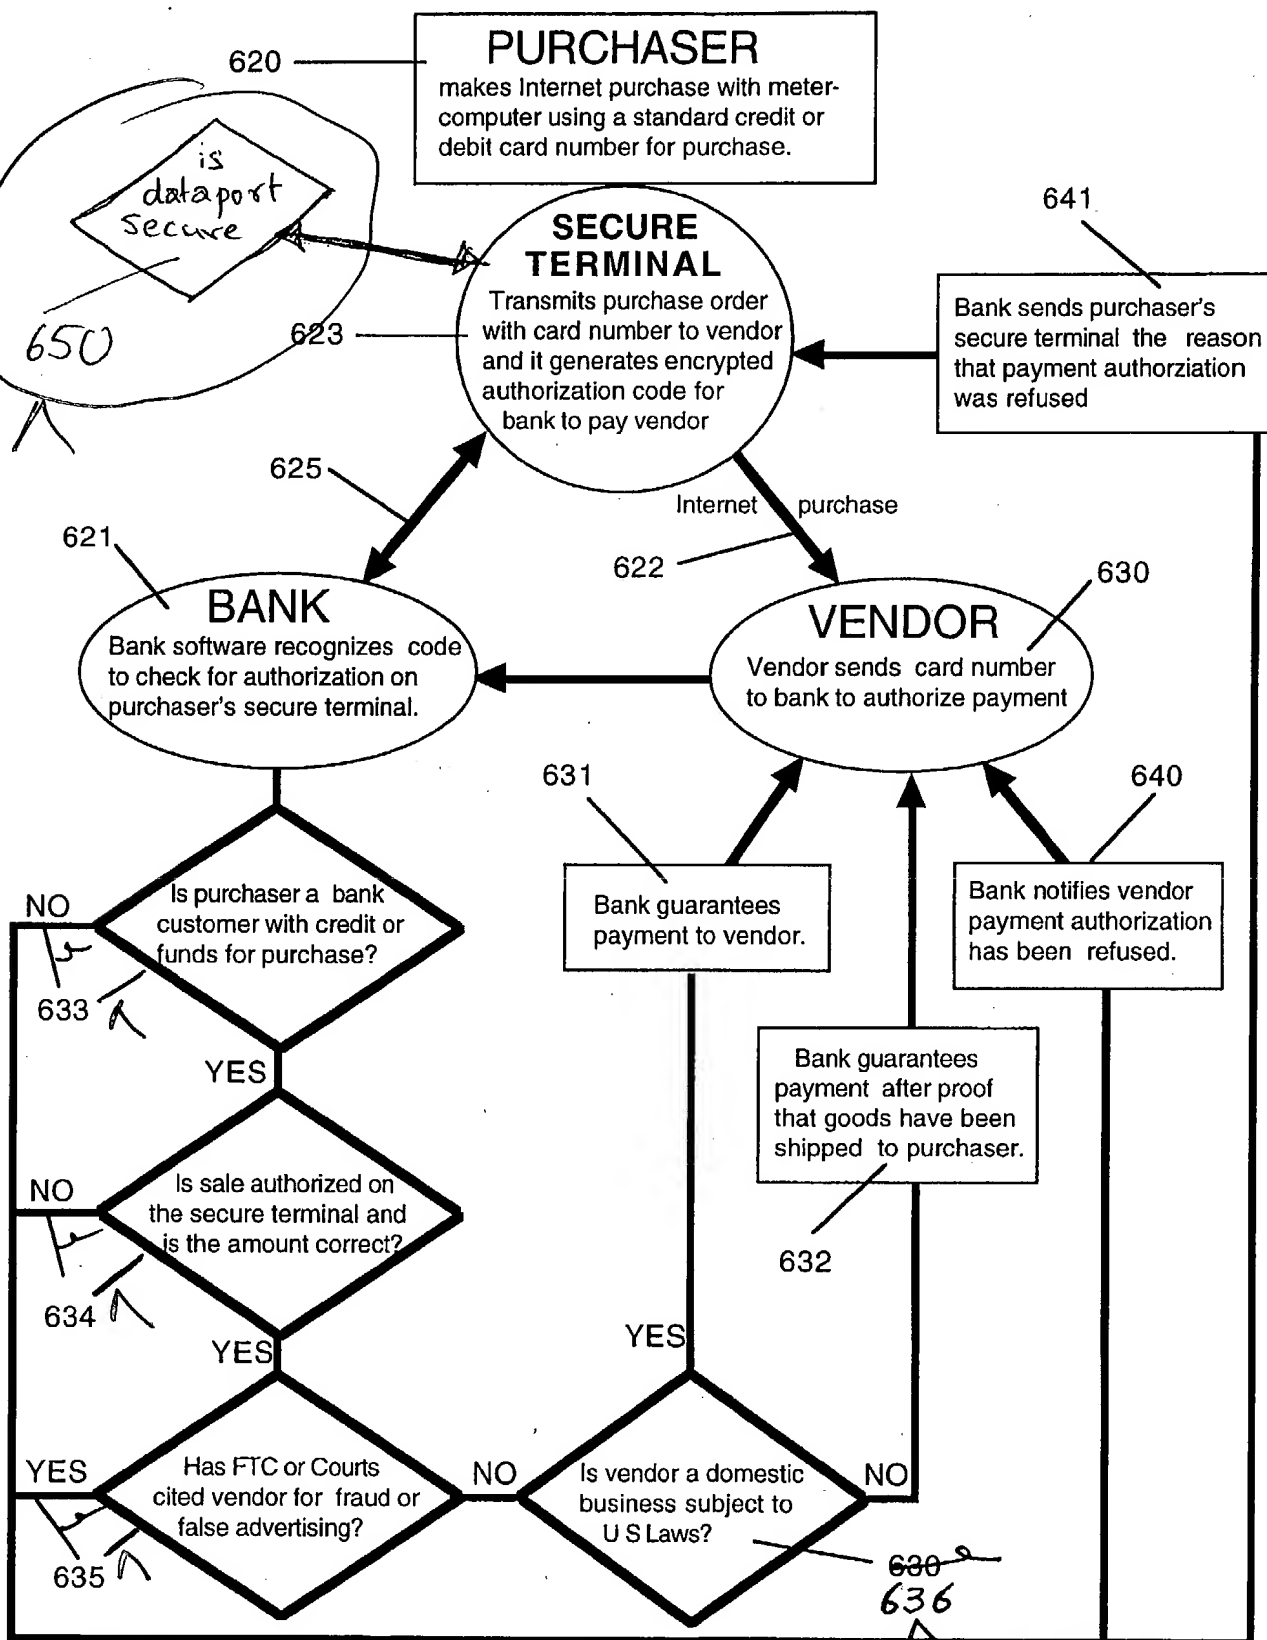 PURCHASER
620
makes Internet purchase with meter-
computer using a standard credit or
debit card number for purchase.
is
dataport
secure
650
641
SECURE
TERMINAL
Transmits purchase order
with card number to vendor
and it generates encrypted
authorization code for
bank to pay vendor
623
Bank sends purchaser's
secure terminal the reason
that payment authorziation
was refused
625
Internet purchase
622
621
BANK
Bank software recognizes code
to check for authorization on
purchaser's secure terminal.
630
VENDOR
Vendor sends card number
to bank to authorize payment
631
640
Is purchaser a bank
customer with credit or
funds for purchase?
NO
633
Bank guarantees
payment to vendor.
Bank notifies vendor
payment authorization
has been refused.
YES
Bank guarantees
payment after proof
that goods have been
shipped to purchaser.
632
NO
Is sale authorized on
the secure terminal and
is the amount correct?
634
YES
YES
YES
Has FTC or Courts
cited vendor for fraud or
false advertising?
NO
Is vendor a domestic
business subject to
U S Laws?
NO
635
630
636